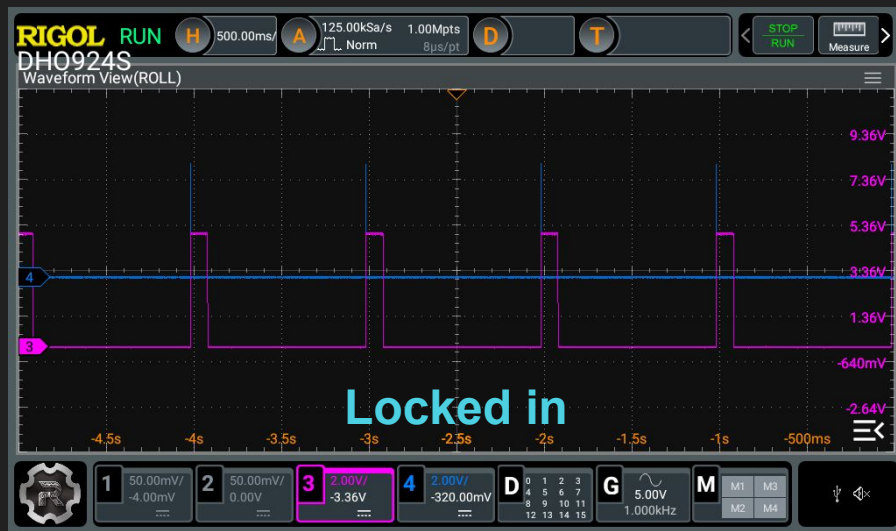 RIGOL RUN H 500.00ms/ A 125.00kSa/s 1.00Mpts D T STOP
Norm 8µs/pt RUN Measure
DHO924S
Waveform View(ROLL)
9.36V
7.36V
5.36V
4 3.36V
1.36V
3
-640mV
Locked in -2.64V
-4.5s -4s -3.5s -3s -2.5s -2s -1.5s -1s -500ms
1 50.00mV/ 2 50.00mV/ 3 2.00V/ 4 2.00V/ D 0 1 2 3 G M M1 M3
-4.00mV 0.00V -3.36V -320.00mV 4 5 6 7 5.00V
8 9 10 11 1.000kHz M2 M4
12 13 14 15
R